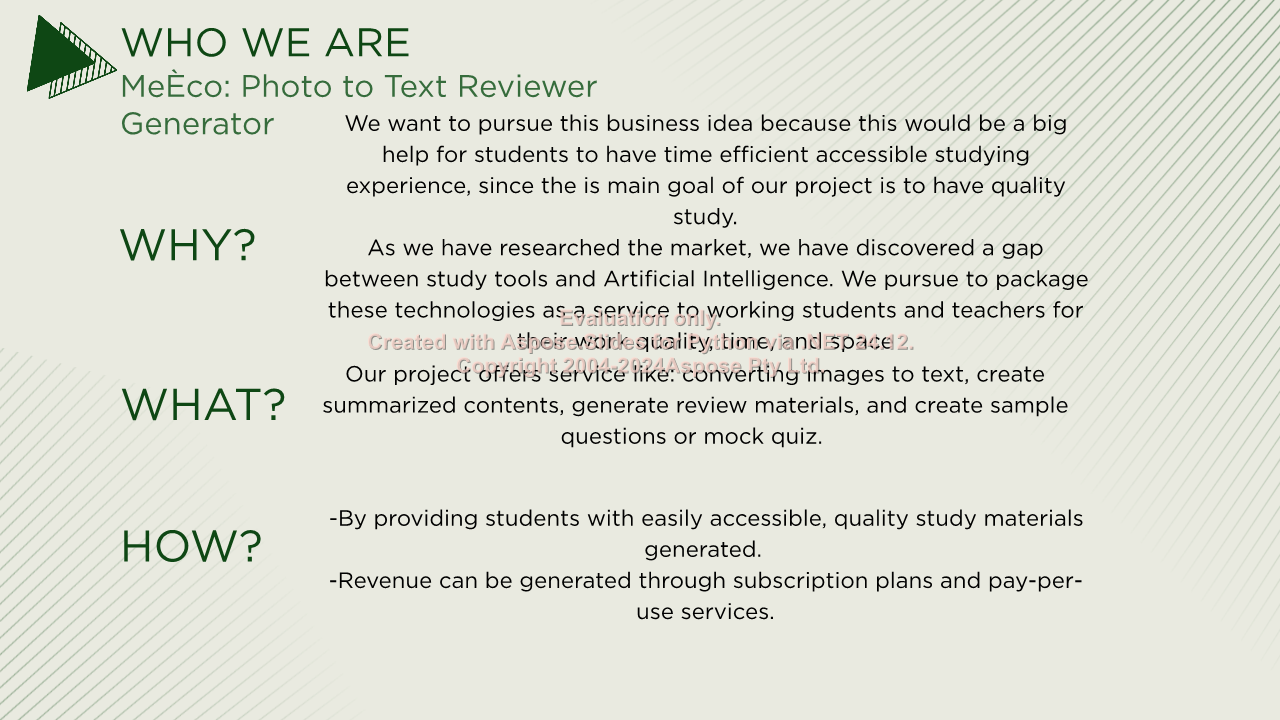 WHO WE ARE
MeÈco: Photo to Text Reviewer
Generator
We want to pursue this business idea because this would be a big
help for students to have time efficient accessible studying
experience, since the is main goal of our project is to have quality
study.
WHY?
As we have researched the market, we have discovered a gap
between study tools and Artificial Intelligence. We pursue to package
these technologies as a service to working students and teachers for
their work quality, time, and space
Evaluation only.
Created with Aspose.Slides for Python via .NET 24.12.
Copyright 2004-2024Aspose Pty Ltd.
WHAT?
Our project offers service like: converting images to text, create
summarized contents, generate review materials, and create sample
questions or mock quiz.
HOW?
-By providing students with easily accessible, quality study materials
generated.
-Revenue can be generated through subscription plans and pay-per-
use services.